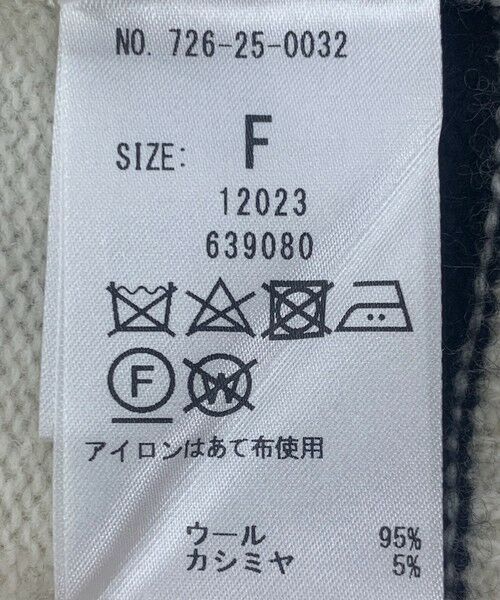 NO. 726-25-0032
SIZE: F
12023
639080
F W
アイロンはあて布使用
ウール 95%
カシミヤ 5%